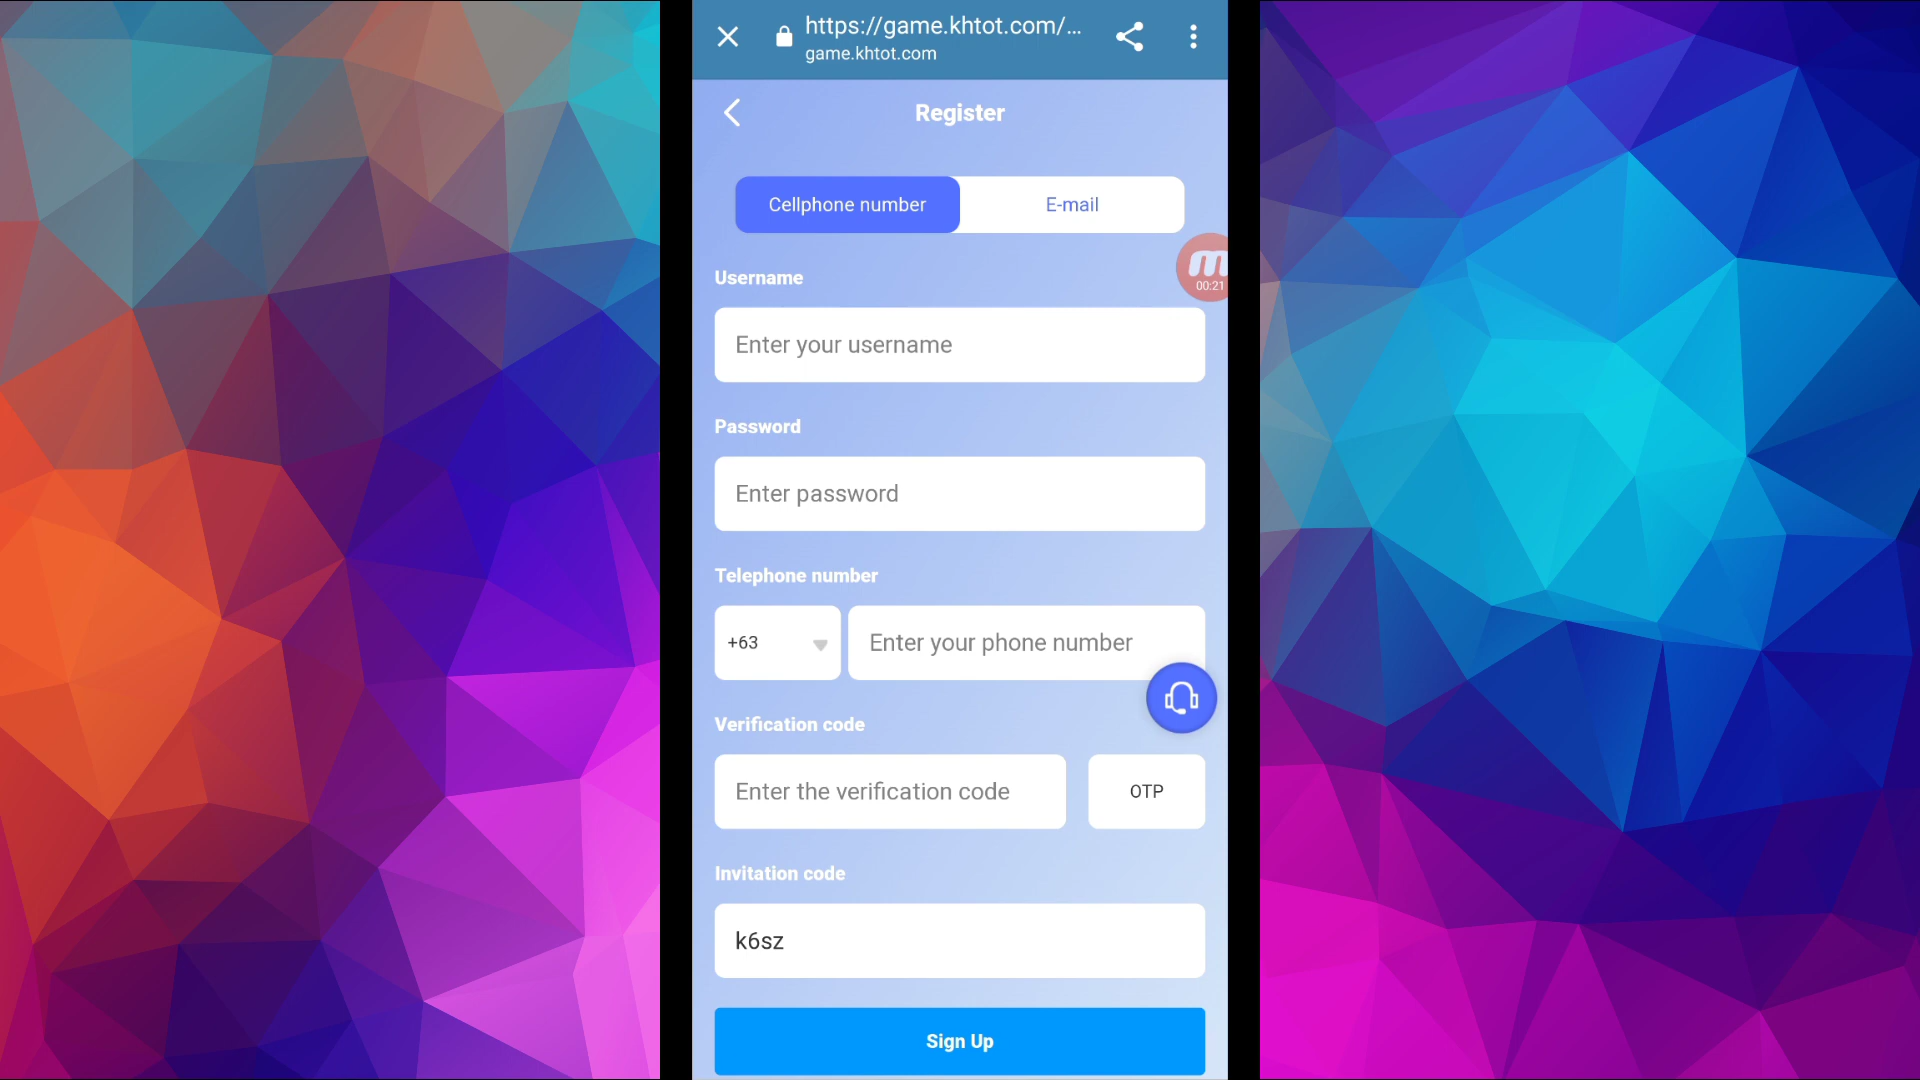 https://game.khtot.com/...
game.khtot.com
Register
Cellphone number
E-mail
m
00:21
Username
Enter your username
Password
Enter password
Telephone number
+63
Enter your phone number
Verification code
Enter the verification code
OTP
Invitation code
k6sz
Sign Up